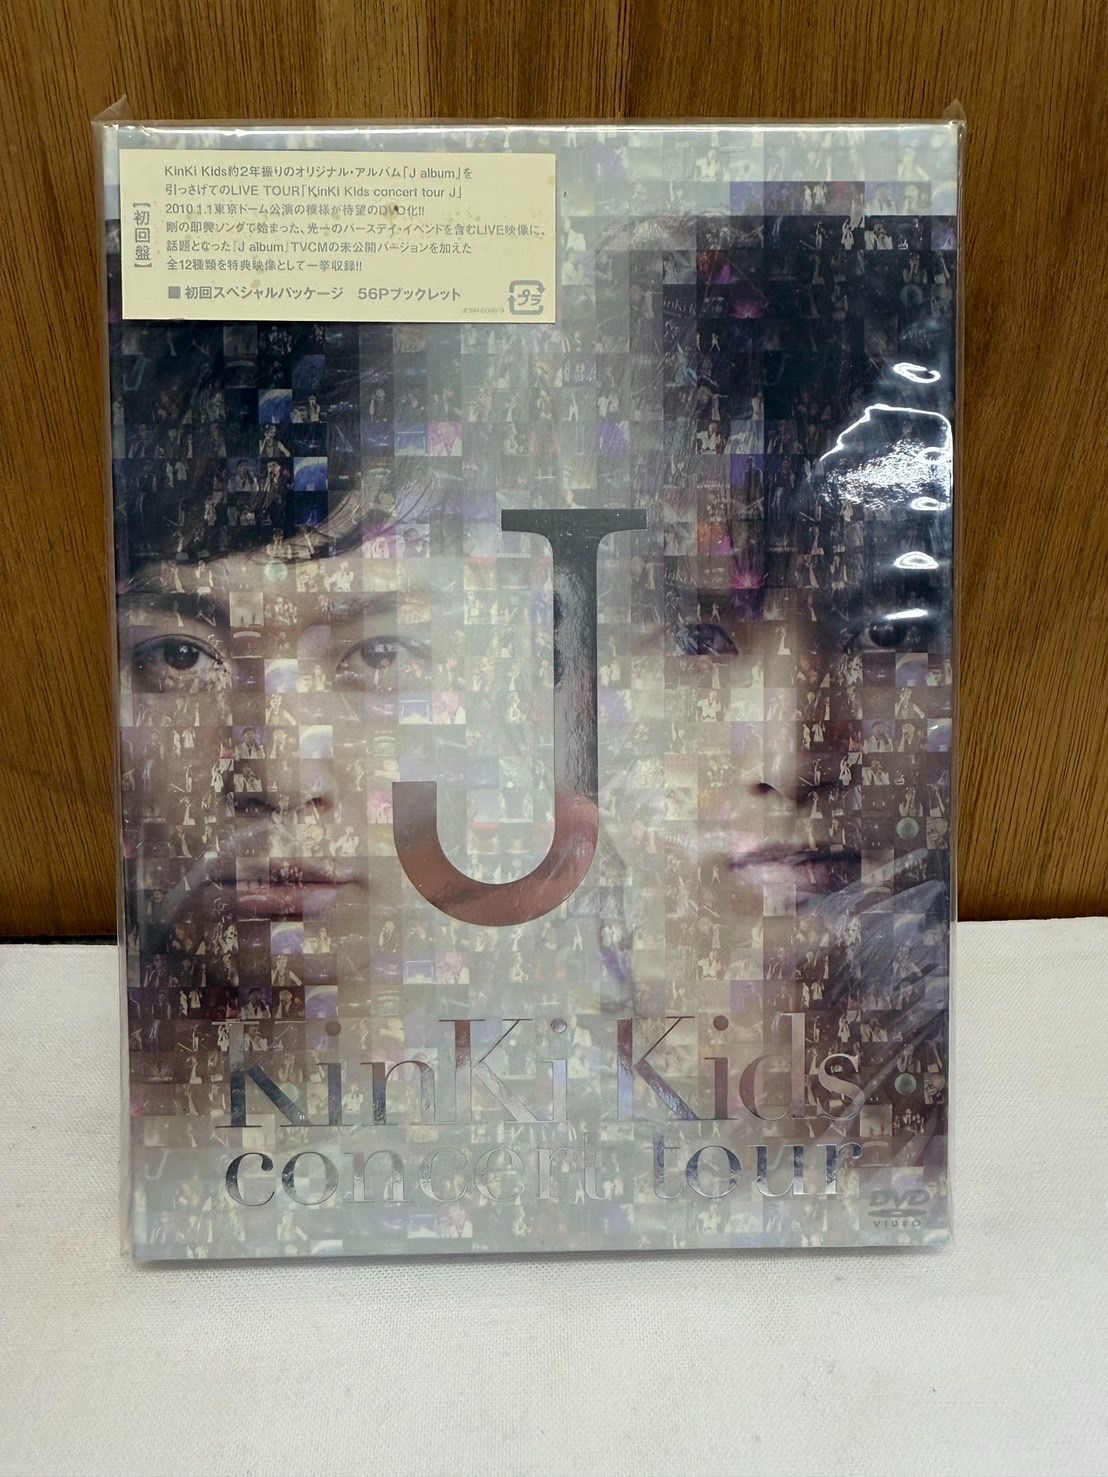 KinKi Kids約2年振りのオリジナル・アルバム「J album」を
引っさげてのLIVE TOUR「KinKi Kids concert tour J」
2010.1.1東京ドーム公演の模様が待望のDVD化!!
剛の即興ソングで始まった、光一のバースデイ・イベントを含むLIVE映像に、
話題となった「J album」TVCMの未公開バージョンを加えた
全12種類を特典映像として一挙収録!!
■ 初回スペシャルパッケージ 56Pブックレット
【初回盤】
プラ
J
KinKi Kids
concert tour
DVD
VIDEO